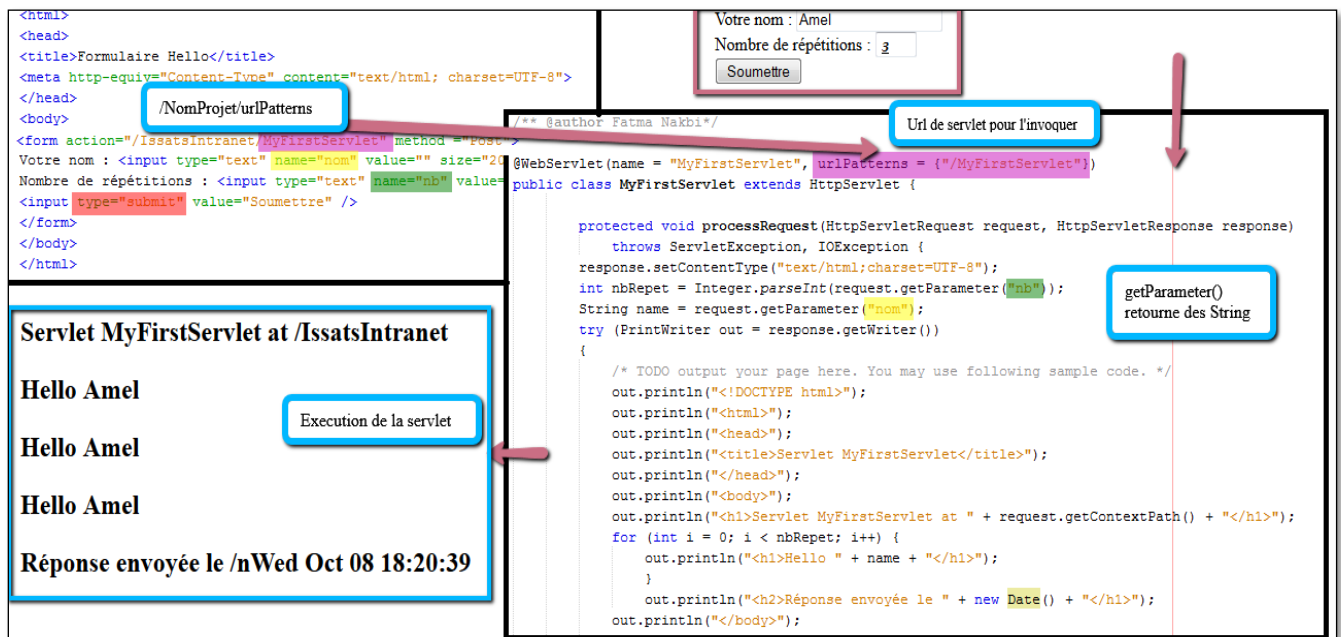 <html>
<head>
<title>Formulaire Hello</title>
<meta http-equiv="Content-Type" content="text/html; charset=UTF-8">
</head>
<body>
<form action="/IssatsIntranet/MyFirstServlet" method ="Post">
Votre nom : <input type="text" name="nom" value="" size="20
Nombre de répétitions : <input type="text" name="nb" value=
<input type="submit" value="Soumettre" />
</form>
</body>
</html>
/NomProjet/urlPatterns
Votre nom : Amel
Nombre de répétitions : 3
Soumettre
/** @author Fatma Nakbi*/
Url de servlet pour l'invoquer
@WebServlet(name = "MyFirstServlet", urlPatterns = {"/MyFirstServlet"})
public class MyFirstServlet extends HttpServlet {
protected void processRequest(HttpServletRequest request, HttpServletResponse response)
throws ServletException, IOException {
response.setContentType("text/html;charset=UTF-8");
int nbRepet = Integer.parseInt(request.getParameter("nb"));
String name = request.getParameter("nom");
try (PrintWriter out = response.getWriter())
{
/* TODO output your page here. You may use following sample code. */
out.println("<!DOCTYPE html>");
out.println("<html>");
out.println("<head>");
out.println("<title>Servlet MyFirstServlet</title>");
out.println("</head>");
out.println("<body>");
out.println("<h1>Servlet MyFirstServlet at " + request.getContextPath() + "</h1>");
for (int i = 0; i < nbRepet; i++) {
out.println("<h1>Hello " + name + "</h1>");
}
out.println("<h2>Réponse envoyée le " + new Date() + "</h1>");
out.println("</body>");
getParameter()
retourne des String
Servlet MyFirstServlet at /IssatsIntranet
Hello Amel
Hello Amel
Hello Amel
Réponse envoyée le /nWed Oct 08 18:20:39
Execution de la servlet